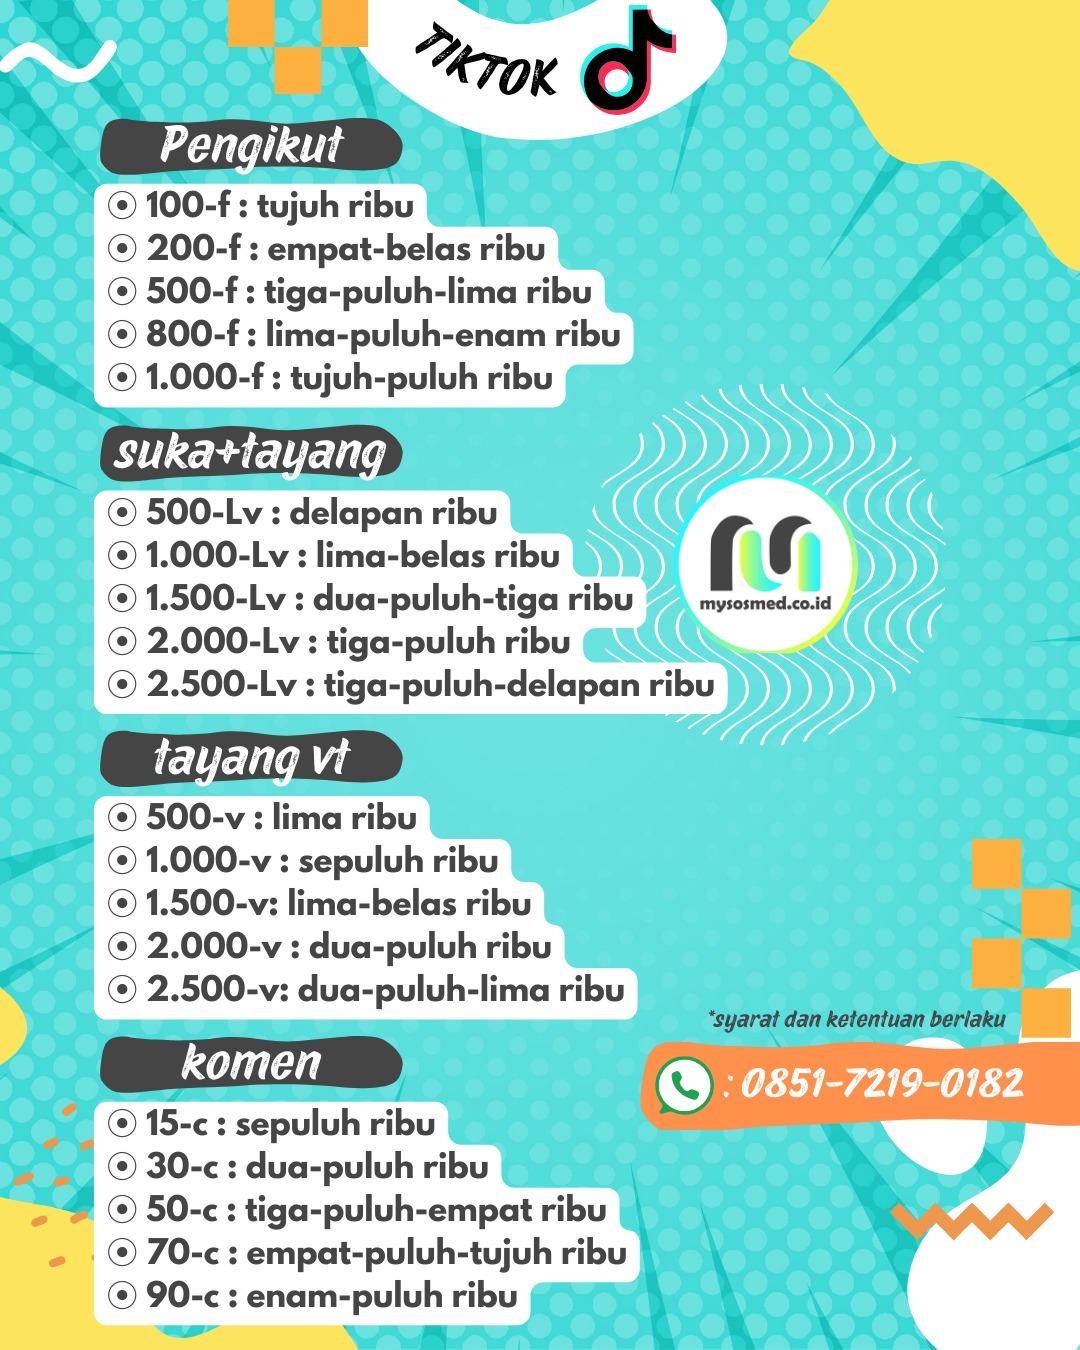 TIKTOK
Pengikut
100-f : tujuh ribu
200-f : empat-belas ribu
500-f : tiga-puluh-lima ribu
800-f : lima-puluh-enam ribu
1.000-f : tujuh-puluh ribu
suka+tayang
500-Lv : delapan ribu
1.000-Lv : lima-belas ribu
1.500-Lv : dua-puluh-tiga ribu
2.000-Lv : tiga-puluh ribu
2.500-Lv : tiga-puluh-delapan ribu
mysosmed.co.id
tayang vt
500-v : lima ribu
1.000-v : sepuluh ribu
1.500-v: lima-belas ribu
2.000-v : dua-puluh ribu
2.500-v: dua-puluh-lima ribu
komen
15-c : sepuluh ribu
30-c : dua-puluh ribu
50-c : tiga-puluh-empat ribu
70-c : empat-puluh-tujuh ribu
90-c : enam-puluh ribu
*syarat dan ketentuan berlaku
: 0851-7219-0182